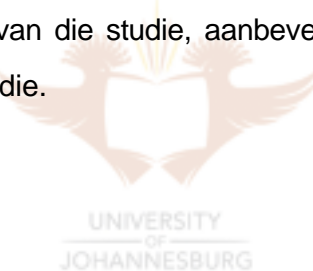 van die studie, aanbeve
die.
UNIVERSITY
OF
JOHANNESBURG